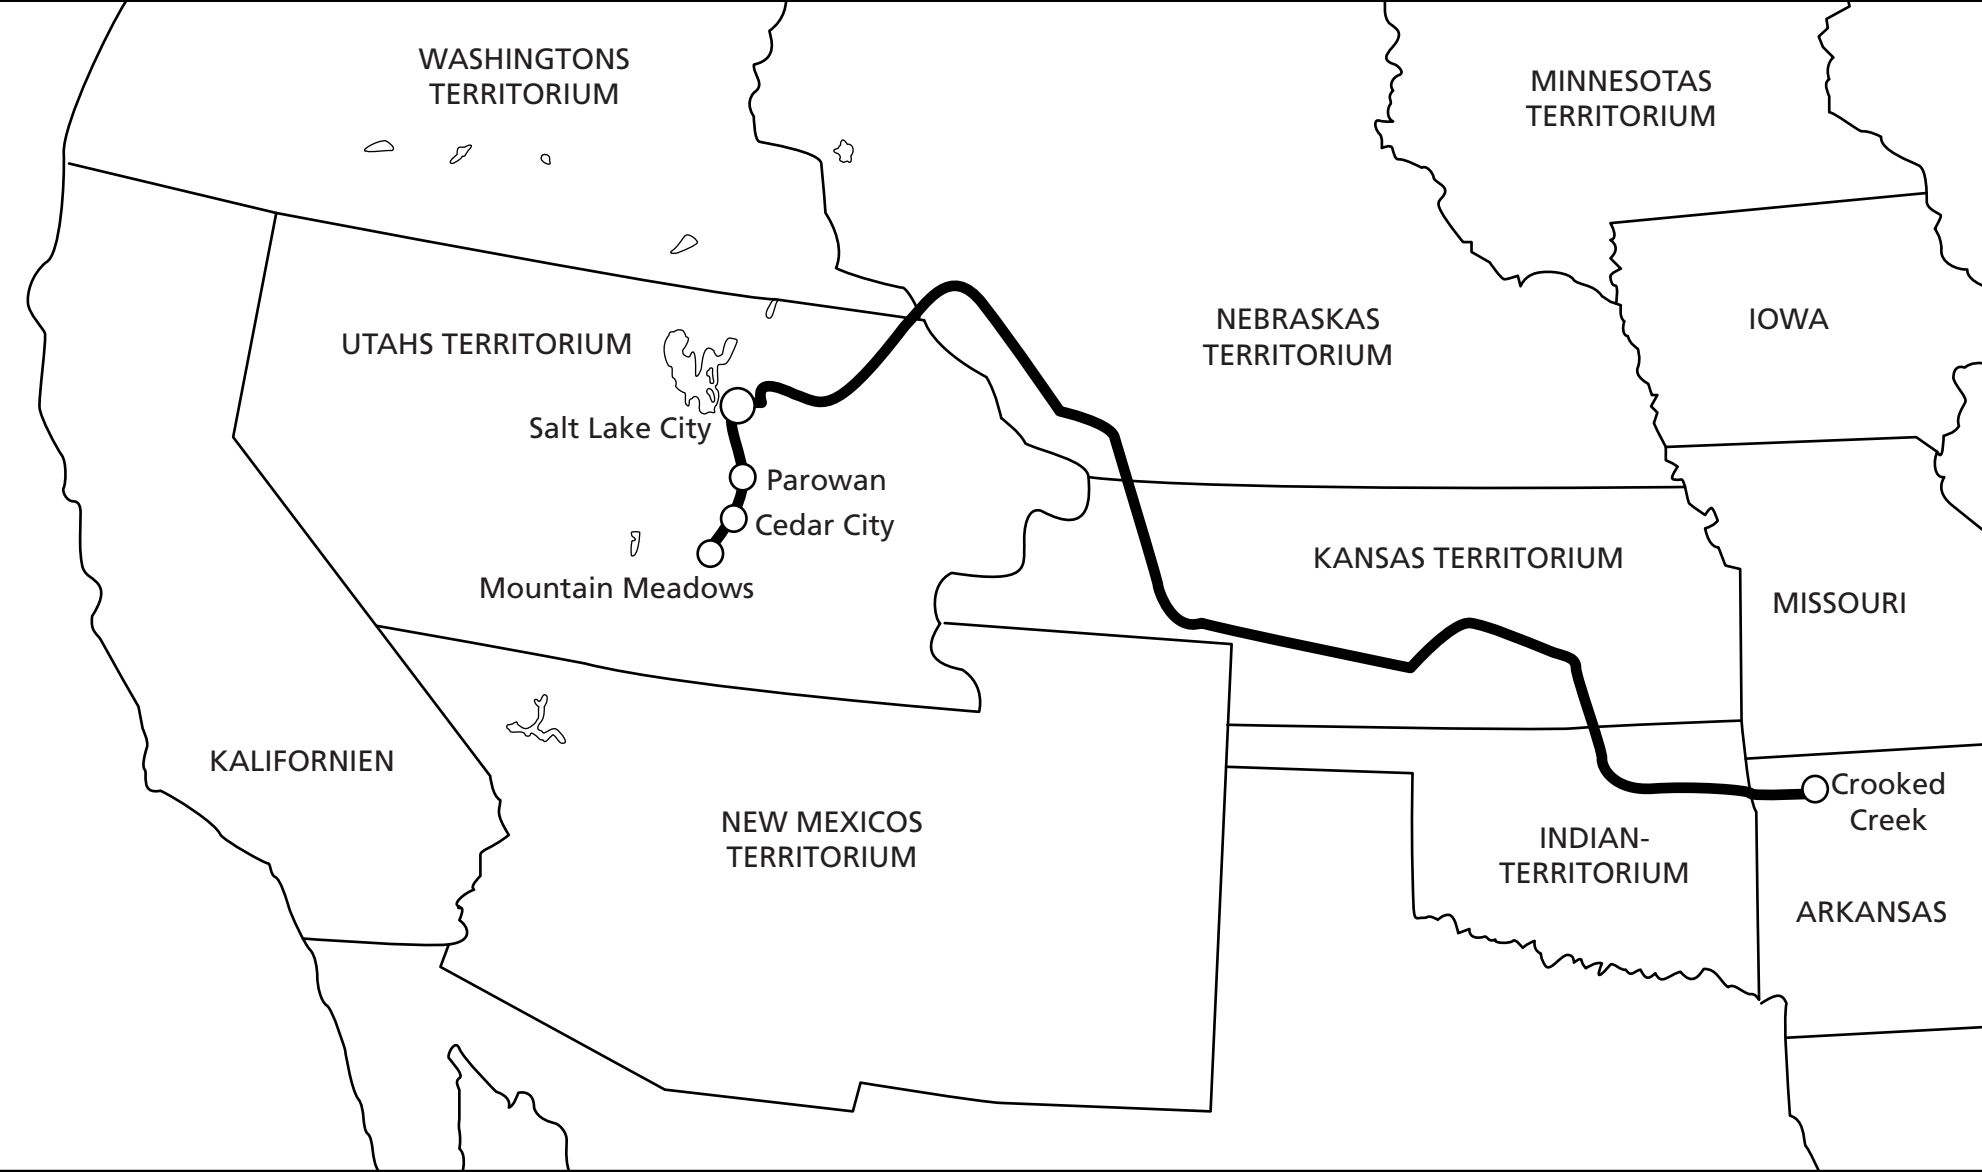 WASHINGTONS
TERRITORIUM
MINNESOTAS
TERRITORIUM
NEBRASKAS
TERRITORIUM
IOWA
UTAHS TERRITORIUM
Salt Lake City
Parowan
Cedar City
Mountain Meadows
KANSAS TERRITORIUM
MISSOURI
KALIFORNIEN
NEW MEXICOS
TERRITORIUM
Crooked
Creek
INDIAN-
TERRITORIUM
ARKANSAS